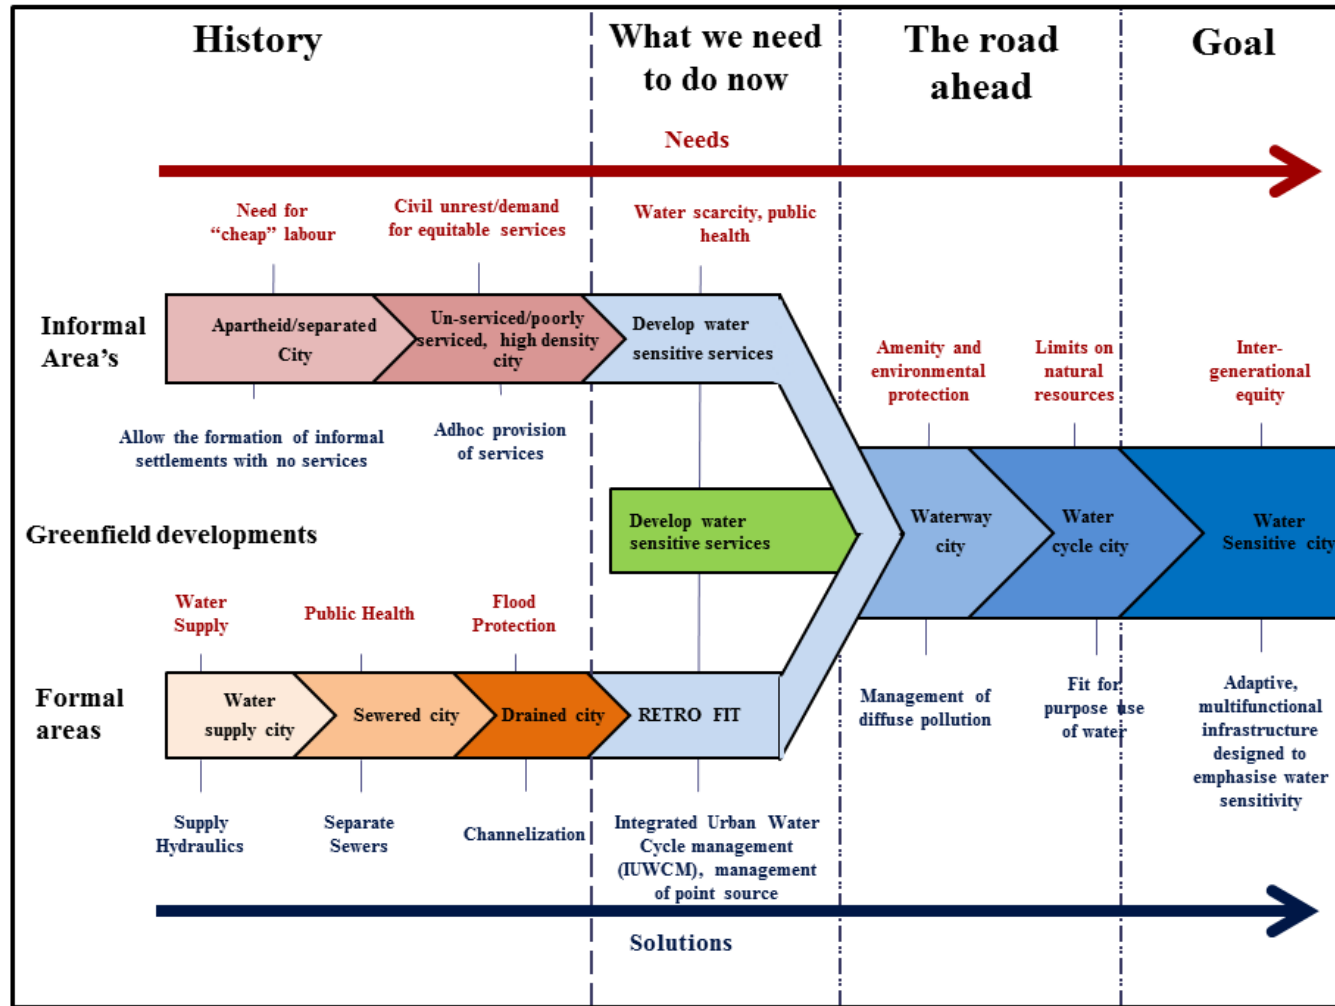 History
What we need
to do now
The road
ahead
Goal
Needs
Need for
“cheap” labour
Civil unrest/demand
for equitable services
Water scarcity, public
health
Informal
Area’s
Apartheid/separated
City
Un-serviced/poorly
serviced, high density
city
Develop water
sensitive services
Amenity and
environmental
protection
Limits on
natural
resources
Inter-
generational
equity
Allow the formation of informal
settlements with no services
Adhoc provision
of services
Greenfield developments
Develop water
sensitive services
Waterway
city
Water
cycle city
Water
Sensitive city
Water
Supply
Public Health
Flood
Protection
Formal
areas
Water
supply city
Sewered city
Drained city
RETRO FIT
Management of
diffuse pollution
Fit for
purpose use
of water
Adaptive,
multifunctional
infrastructure
designed to
emphasise water
sensitivity
Supply
Hydraulics
Separate
Sewers
Channelization
Integrated Urban Water
Cycle management
(IUWCM), management
of point source
Solutions